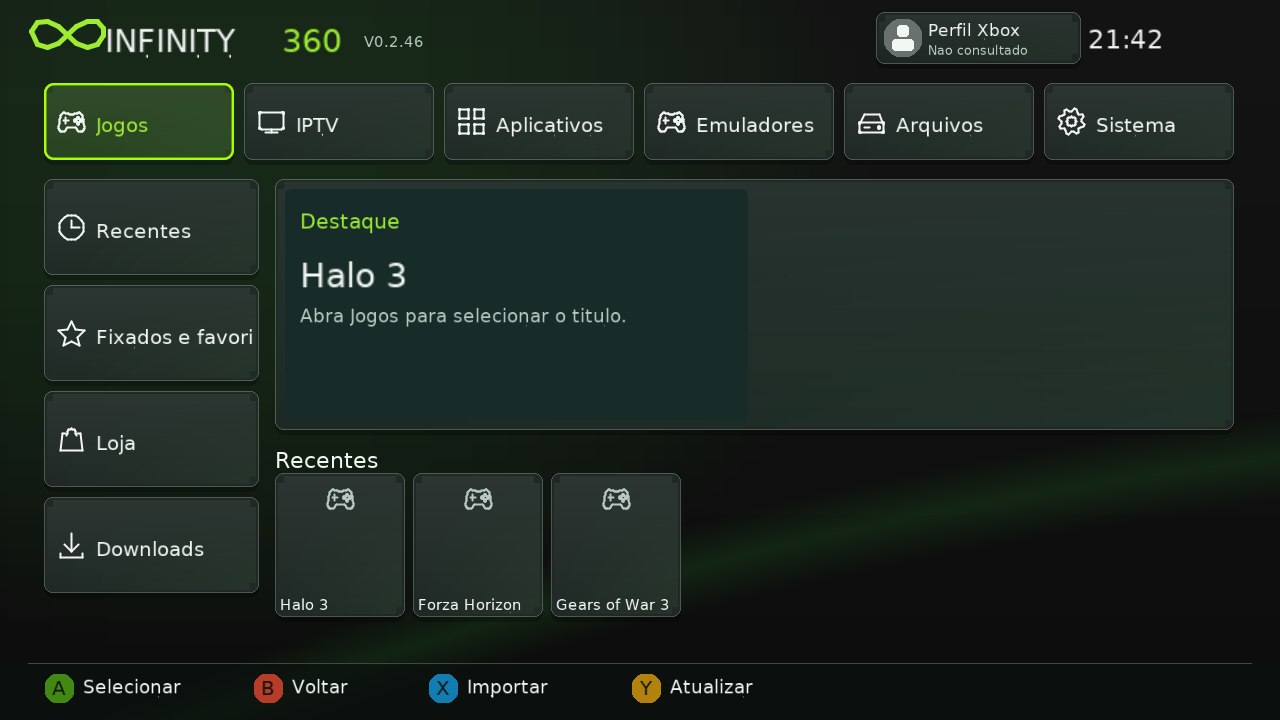 INFINITY 360 V0.2.46
Perfil Xbox
Nao consultado
21:42
Jogos
IPTV
Aplicativos
Emuladores
Arquivos
Sistema
Recentes
Fixados e favori
Loja
Downloads
Destaque
Halo 3
Abra Jogos para selecionar o titulo.
Recentes
Halo 3
Forza Horizon
Gears of War 3
A Selecionar
B Voltar
X Importar
Y Atualizar